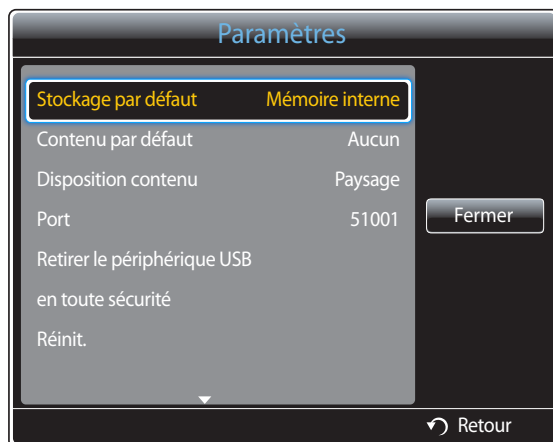 Paramètres
Stockage par défaut Mémoire interne
Contenu par défaut Aucun
Disposition contenu Paysage
Port 51001
Retirer le périphérique USB
en toute sécurité
Réinit.
Fermer
Retour